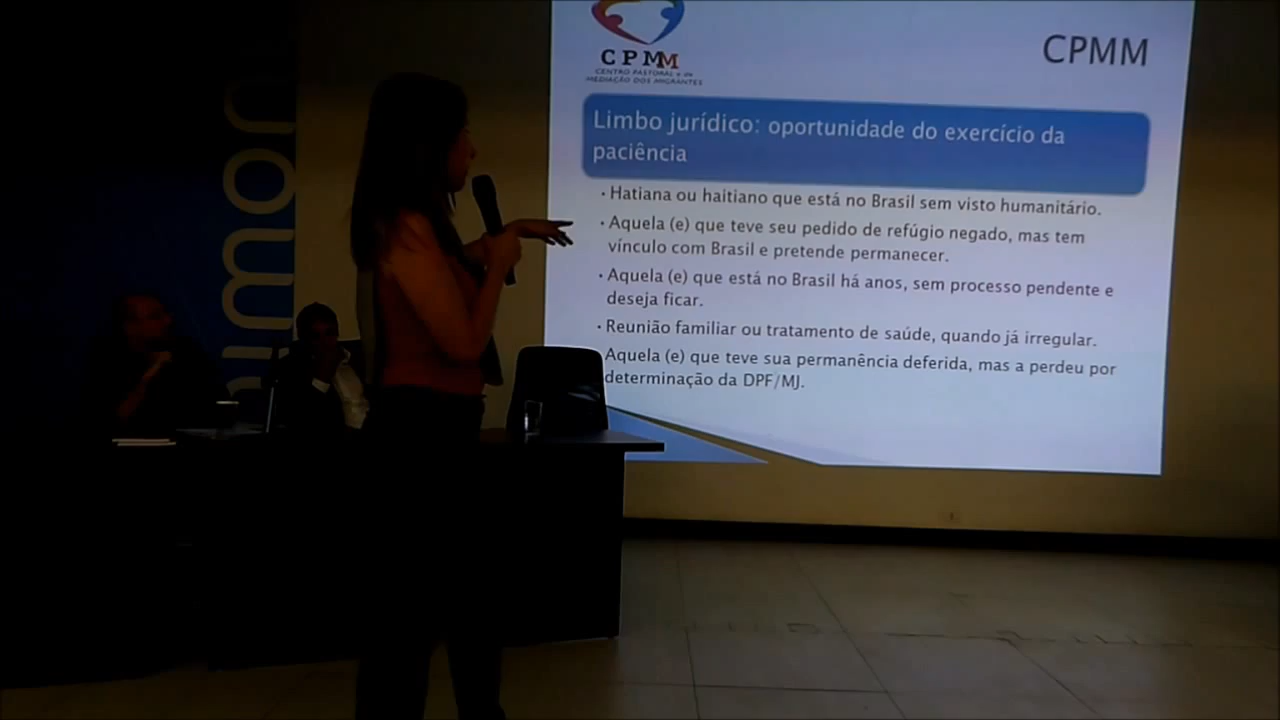 CPMM
CENTRO PASTORAL e de
MEDIAÇÃO DOS MIGRANTES
CPMM
Limbo jurídico: oportunidade do exercício da
paciência
• Hatiana ou haitiano que está no Brasil sem visto humanitário.
• Aquela (e) que teve seu pedido de refúgio negado, mas tem
vínculo com Brasil e pretende permanecer.
• Aquela (e) que está no Brasil há anos, sem processo pendente e
deseja ficar.
• Reunião familiar ou tratamento de saúde, quando já irregular.
Aquela (e) que teve sua permanência deferida, mas a perdeu por
determinação da DPF/MJ.